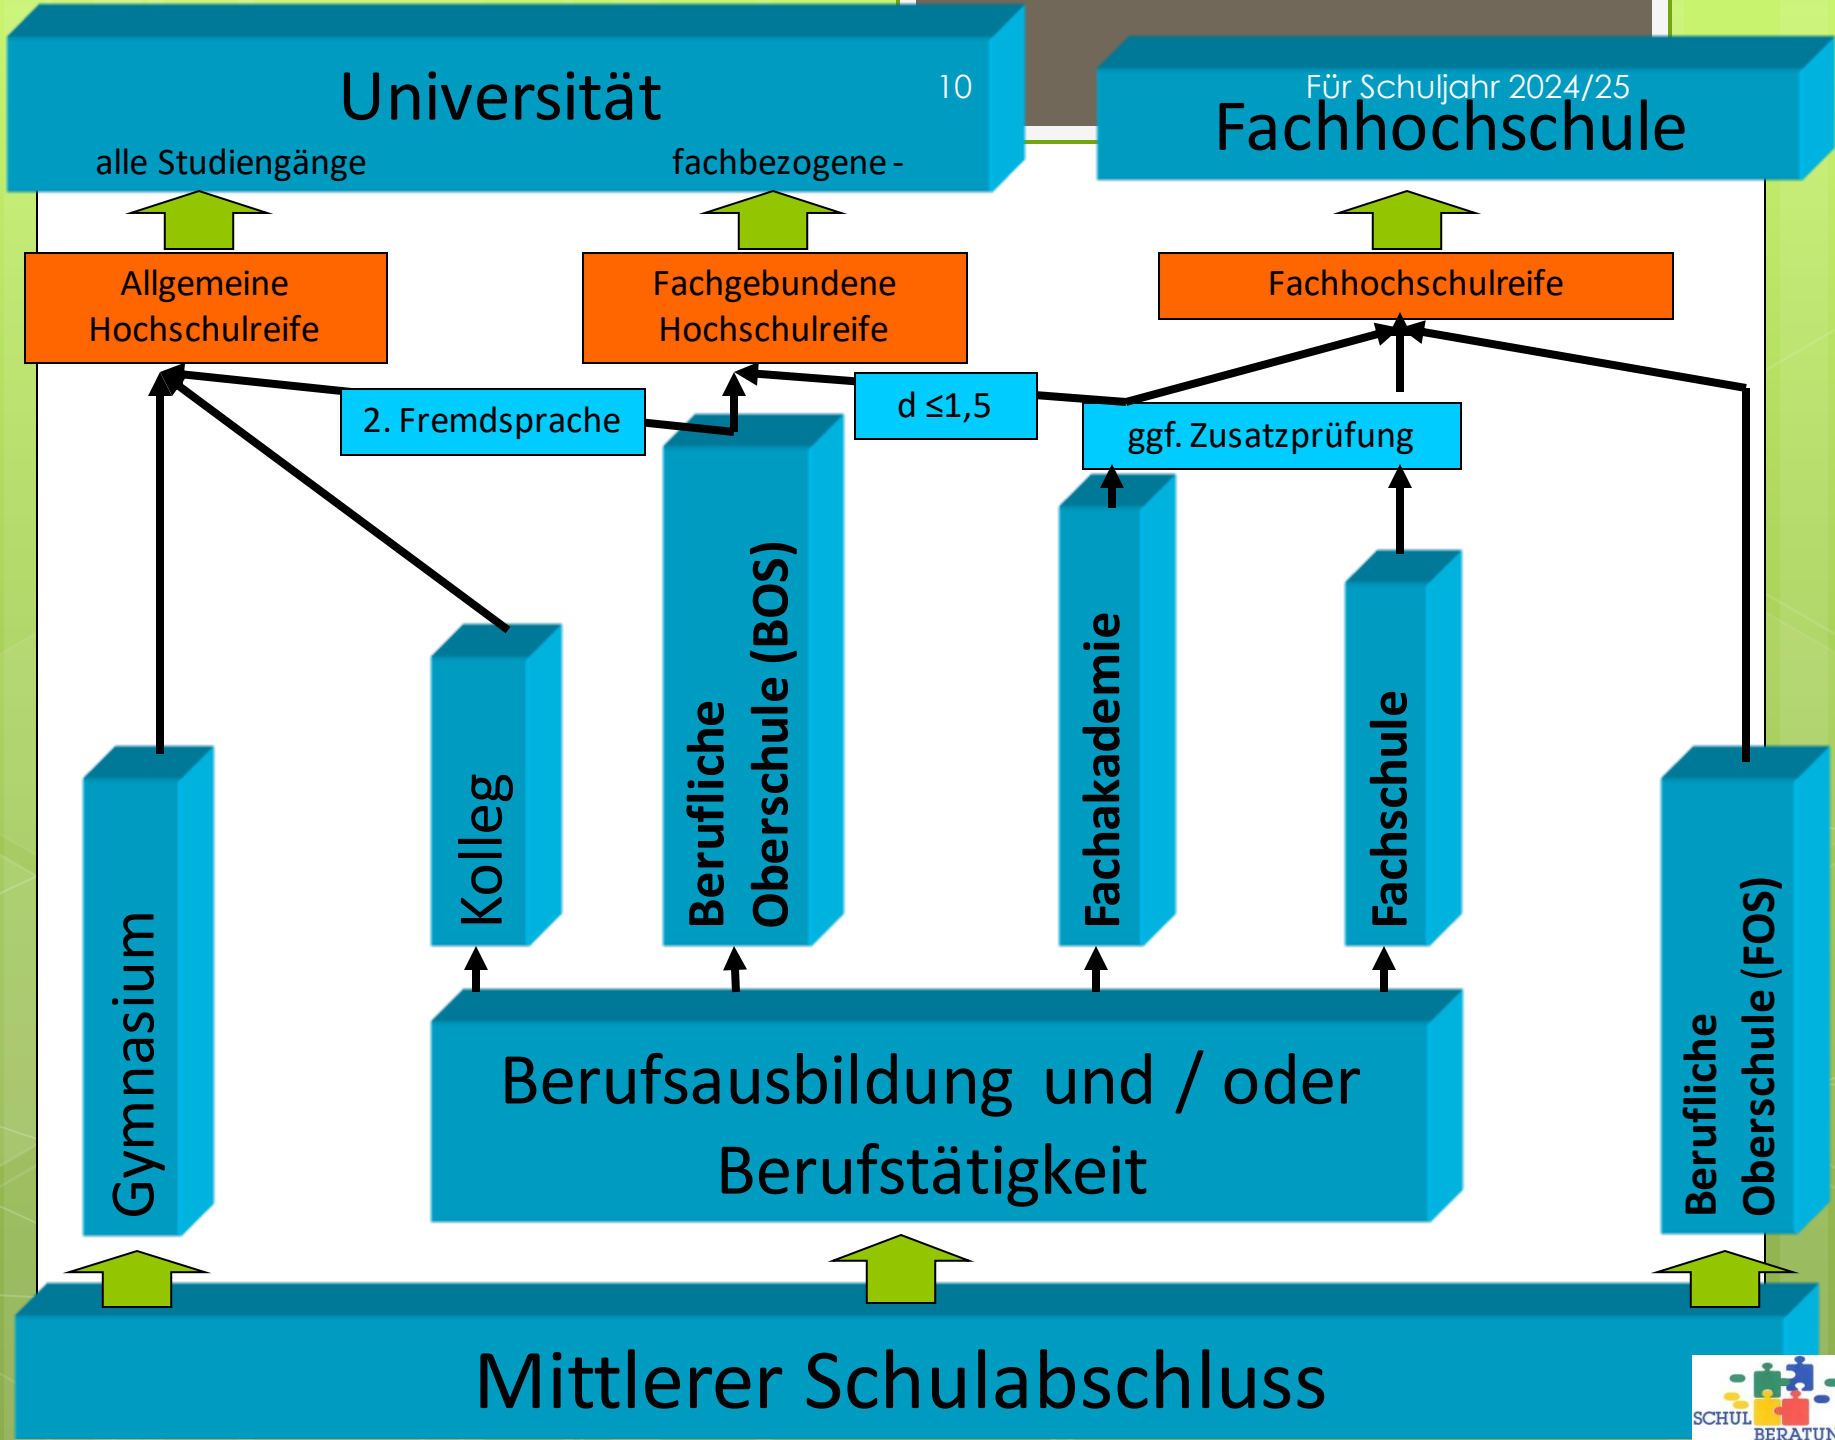 Universität
10
Für Schuljahr 2024/25
Fachhochschule
alle Studiengänge
fachbezogene -
Allgemeine
Hochschulreife
Fachgebundene
Hochschulreife
Fachhochschulreife
2. Fremdsprache
d ≤1,5
ggf. Zusatzprüfung
Gymnasium
Kolleg
Berufliche
Oberschule (BOS)
Fachakademie
Fachschule
Berufliche
Oberschule (FOS)
Berufsausbildung und / oder
Berufstätigkeit
Mittlerer Schulabschluss
SCHUL
BERATUN